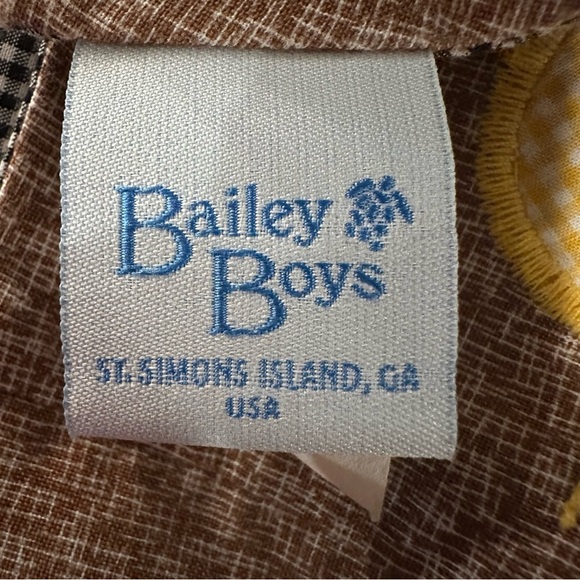 Bailey
Boys
ST. SIMONS ISLAND, GA
USA